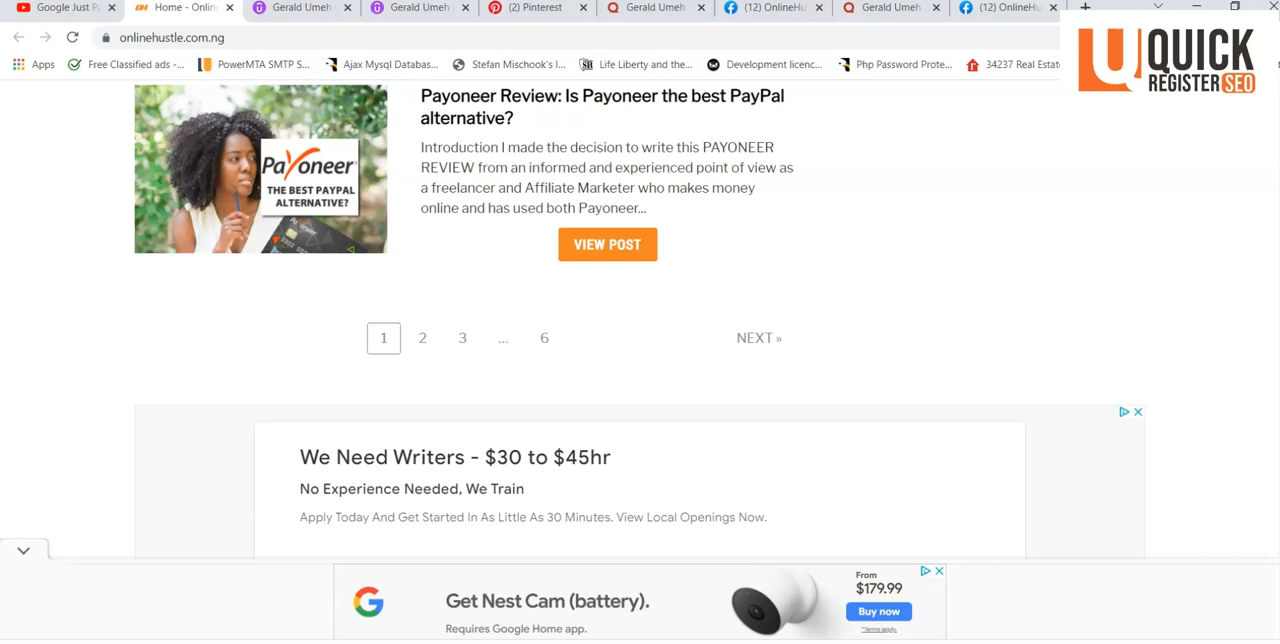 Google Just P
Home - Onlin
Gerald Umeh
Gerald Umeh
(2) Pinterest
Gerald Umeh
(12) OnlineHu
Gerald Umeh
(12) OnlineHu
onlinehustle.com.ng
Apps
Free Classified ads -...
PowerMTA SMTP S...
Ajax Mysql Databas...
Stefan Mischook's l...
Life Liberty and the...
Development licenc...
Php Password Prote...
34237 Real Estate
QUICK
REGISTER SEO
Payoneer
THE BEST PAYPAL
ALTERNATIVE?
Payoneer Review: Is Payoneer the best PayPal
alternative?
Introduction I made the decision to write this PAYONEER
REVIEW from an informed and experienced point of view as
a freelancer and Affiliate Marketer who makes money
online and has used both Payoneer...
VIEW POST
1 2 3 ... 6 NEXT »
We Need Writers - $30 to $45hr
No Experience Needed, We Train
Apply Today And Get Started In As Little As 30 Minutes. View Local Openings Now.
G
Get Nest Cam (battery).
Requires Google Home app.
From
$179.99
Buy now
*Terms apply.